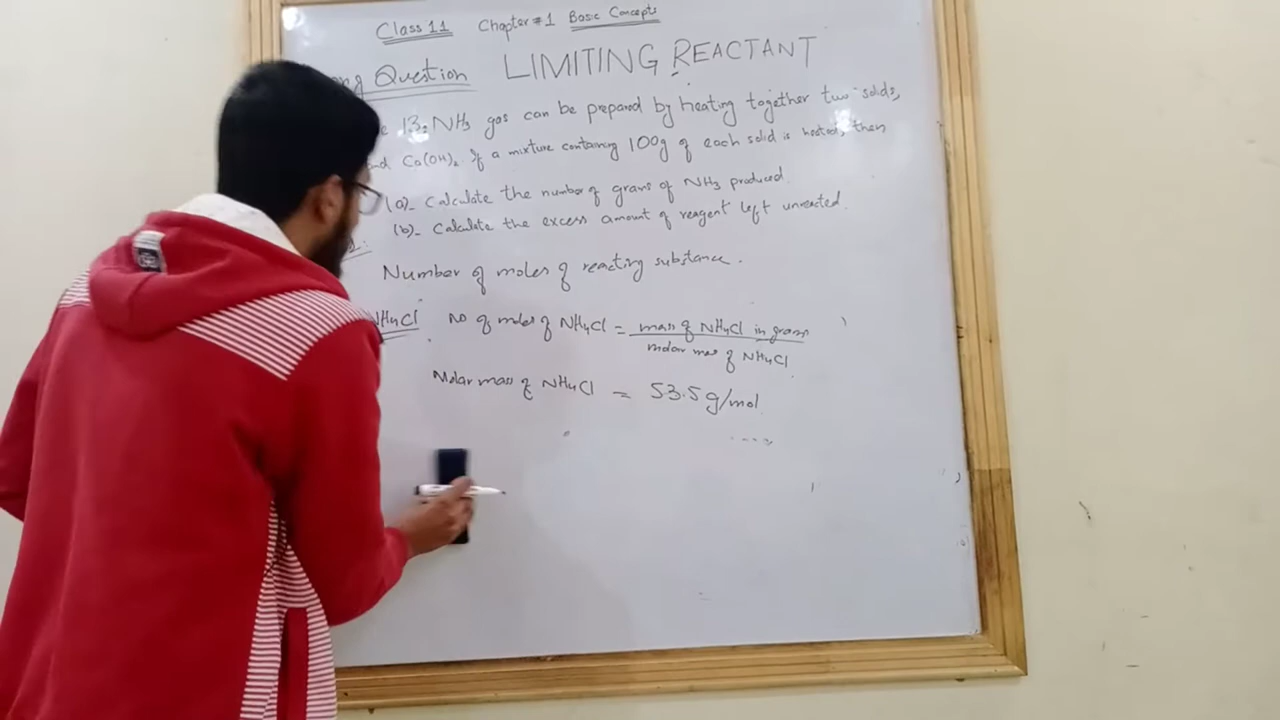 Class 11 Chapter #1 Basic Concepts
Question LIMITING REACTANT
13: NH3 gas can be prepared by heating together two solids,
and Ca(OH)2. If a mixture containing 100g of each solid is heated, then
(a)- Calculate the number of grams of NH3 produced.
(b)- Calculate the excess amount of reagent left unreacted.
Number of moles of reacting substance.
NH4Cl no of moles of NH4Cl = mass of NH4Cl in grams
molar mass of NH4Cl
Molar mass of NH4Cl = 53.5 g/mol